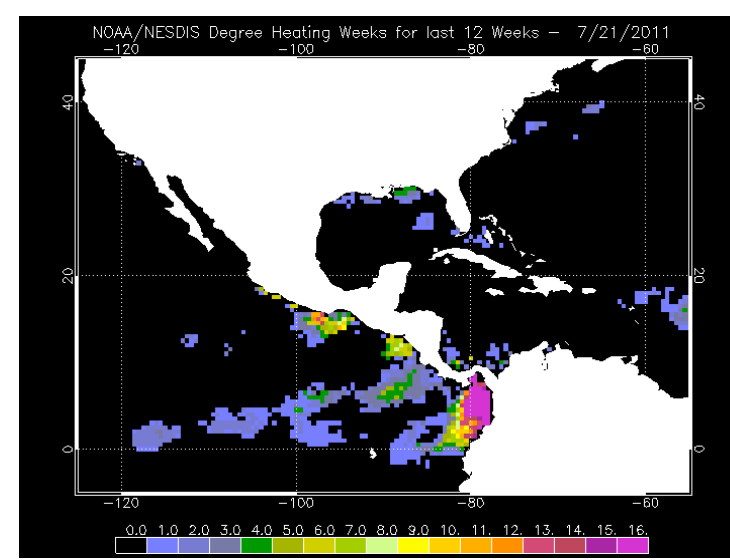 NOAA/NESDIS Degree Heating Weeks for last 12 Weeks – 7/21/2011
-120 -100 -80 -60
40 40
20 20
0 0
-120 -100 -80 -60
0.0 1.0 2.0 3.0 4.0 5.0 6.0 7.0 8.0 9.0 10. 11. 12. 13. 14. 15. 16.